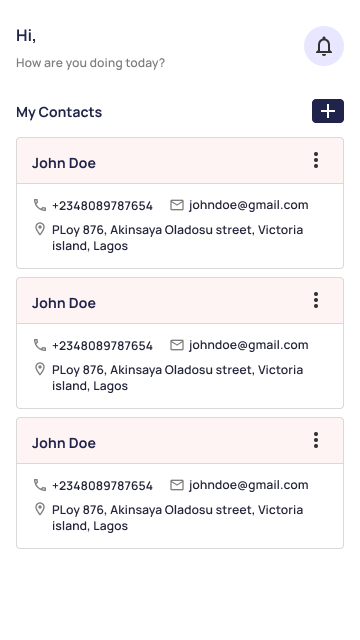 Hi,
How are you doing today?
My Contacts
John Doe
+2348089787654 johndoe@gmail.com
PLoy 876, Akinsaya Oladosu street, Victoria
island, Lagos
John Doe
+2348089787654 johndoe@gmail.com
PLoy 876, Akinsaya Oladosu street, Victoria
island, Lagos
John Doe
+2348089787654 johndoe@gmail.com
PLoy 876, Akinsaya Oladosu street, Victoria
island, Lagos